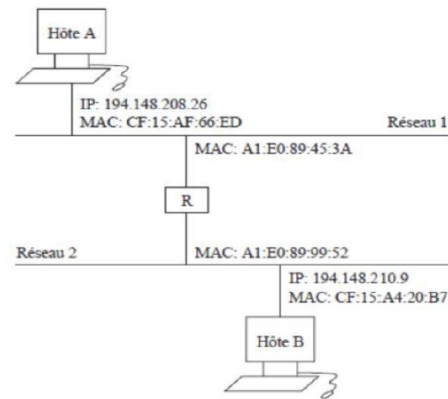 Hôte A
IP: 194.148.208.26
MAC: CF:15:AF:66:ED
Réseau 1
MAC: A1:E0:89:45:3A
R
Réseau 2
MAC: A1:E0:89:99:52
IP: 194.148.210.9
MAC: CF:15:A4:20:B7
Hôte B